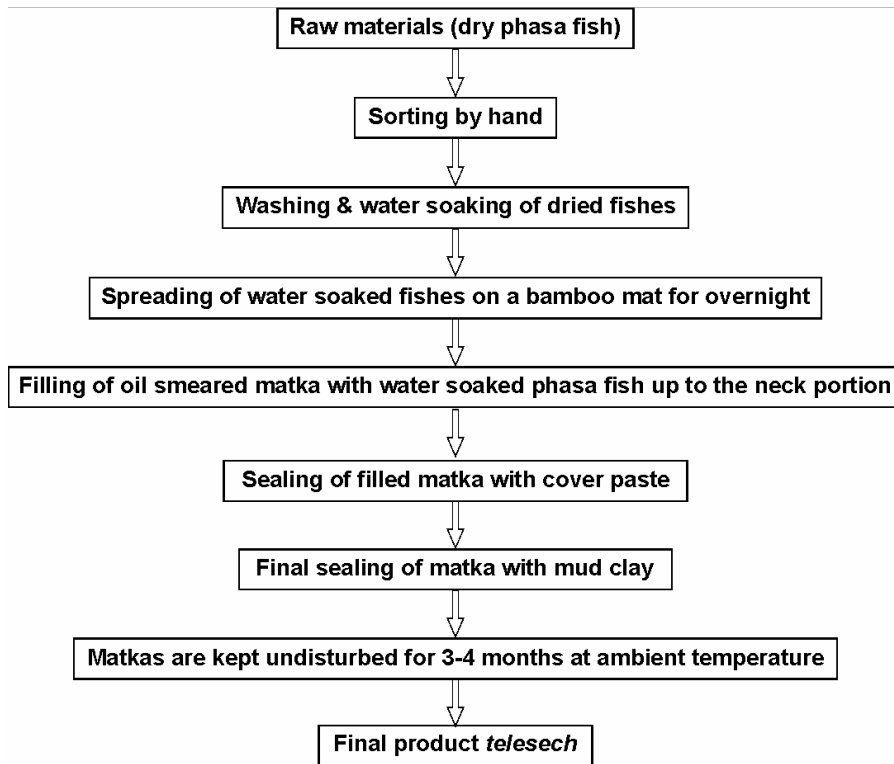 Raw materials (dry phasa fish)
Sorting by hand
Washing & water soaking of dried fishes
Spreading of water soaked fishes on a bamboo mat for overnight
Filling of oil smeared matka with water soaked phasa fish up to the neck portion
Sealing of filled matka with cover paste
Final sealing of matka with mud clay
Matkas are kept undisturbed for 3-4 months at ambient temperature
Final product telesech